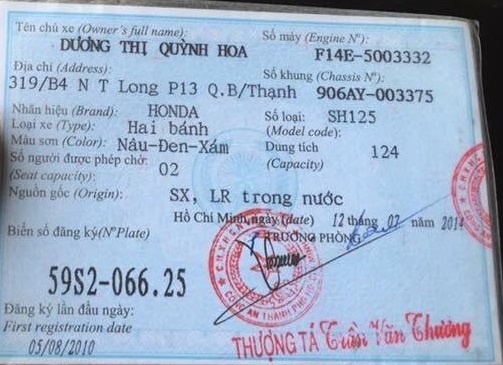 Tên chủ xe (Owner's full name):
DƯƠNG THỊ QUỲNH HOA
Số máy (Engine Nº):
F14E-5003332
Địa chỉ (Address):
319/B4 N T Long P13 Q.B/Thạnh
Số khung (Chassis Nº):
906AY-003375
Nhãn hiệu (Brand): HONDA
Số loại: SH125
(Model code):
Loại xe (Type): Hai bánh
Màu sơn (Color): Nâu-Đen-Xám
Dung tích 124
(Capacity)
Số người được phép chở: 02
(Seat capacity):
Nguồn gốc (Origin): SX, LR trong nước
Hồ Chí Minh, ngày (date) 12 tháng 02 năm 2014
TRƯỞNG PHÒNG
Biển số đăng ký(NºPlate)
59S2-066.25
Đăng ký lần đầu ngày:
First registration date
05/08/2010
THƯỢNG TÁ Trần Văn Thương